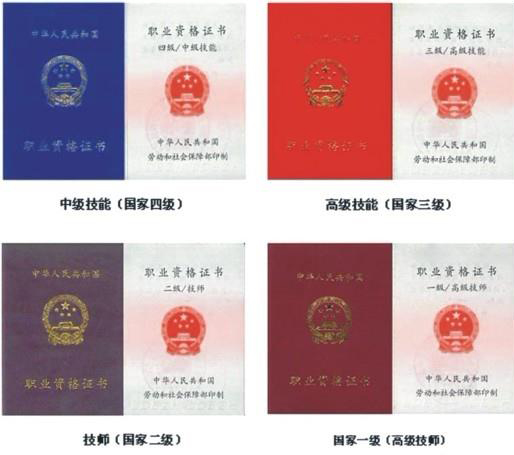 中华人民共和国
职业资格证书
职业资格证书
四级/中级技能
中华人民共和国
劳动和社会保障部印制
中级技能（国家四级）
职业资格证书
职业资格证书
三级/高级技能
中华人民共和国
劳动和社会保障部印制
高级技能（国家三级）
中华人民共和国
职业资格证书
职业资格证书
二级/技师
中华人民共和国
劳动和社会保障部印制
技师（国家二级）
中华人民共和国
职业资格证书
职业资格证书
一级/高级技师
中华人民共和国
劳动和社会保障部印制
国家一级（高级技师）